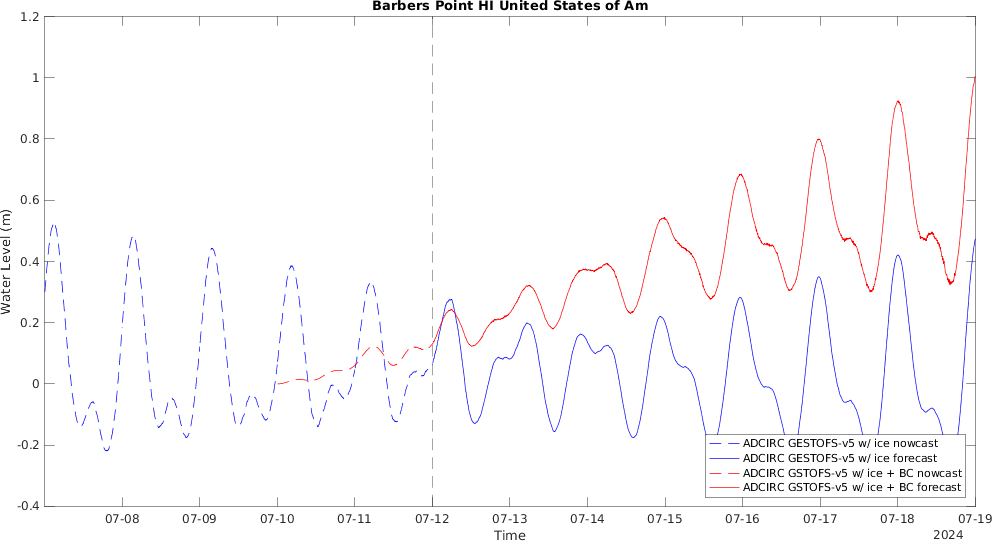 Barbers Point HI United States of Am
1.2
1
0.8
0.6
0.4
0.2
0
-0.2
-0.4
Water Level (m)
ADCIRC GESTOFS-v5 w/ ice nowcast
ADCIRC GESTOFS-v5 w/ ice forecast
ADCIRC GSTOFS-v5 w/ ice + BC nowcast
ADCIRC GSTOFS-v5 w/ ice + BC forecast
07-08 07-09 07-10 07-11 07-12 07-13 07-14 07-15 07-16 07-17 07-18 07-19
Time
2024